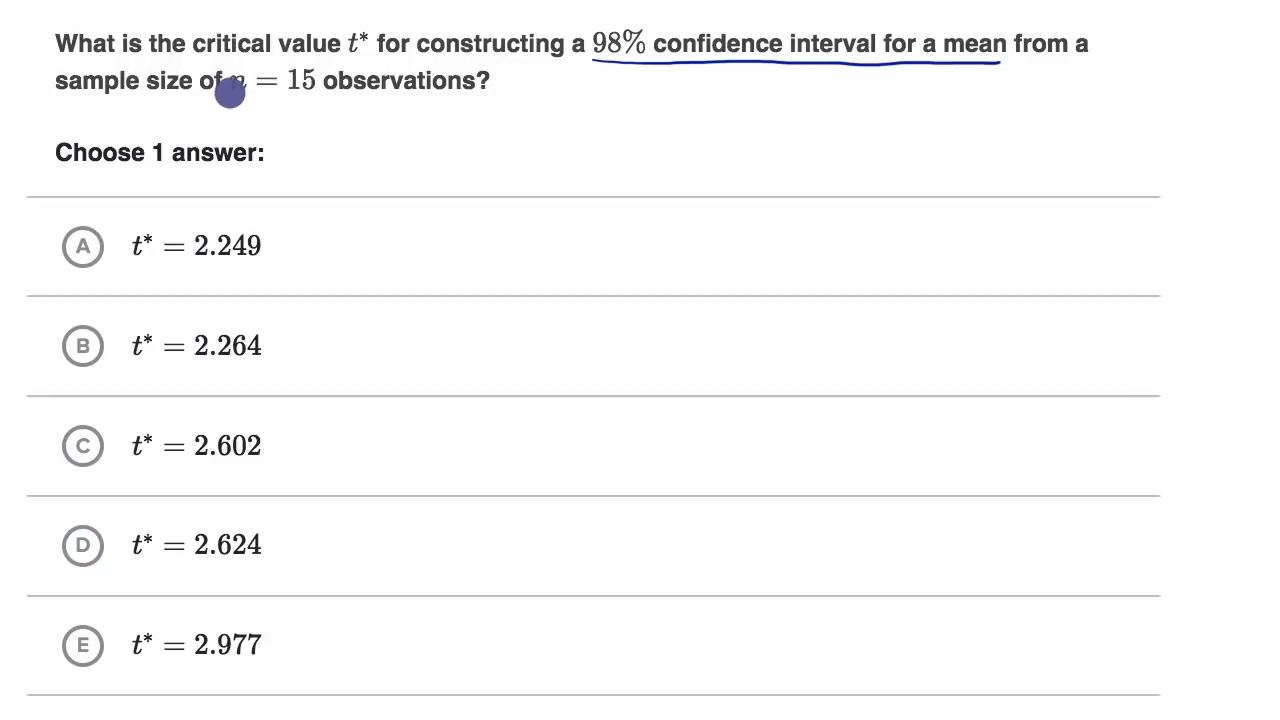 What is the critical value t* for constructing a 98% confidence interval for a mean from a
sample size of n = 15 observations?
Choose 1 answer:
A t* = 2.249
B t* = 2.264
C t* = 2.602
D t* = 2.624
E t* = 2.977